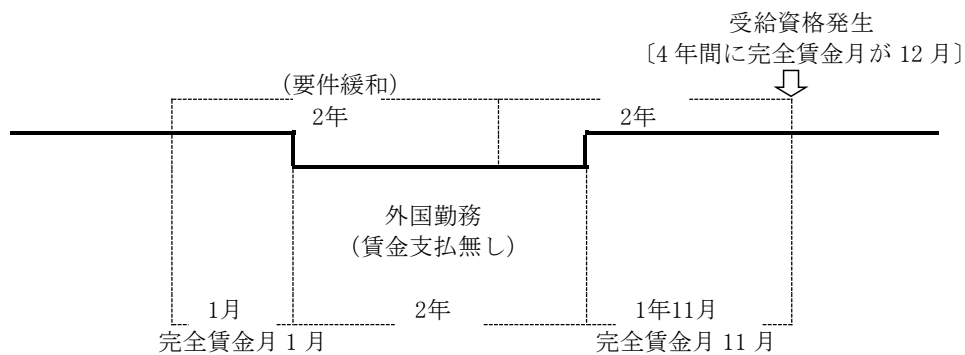 受給資格発生
〔4年間に完全賃金月が12月〕
(要件緩和)
2年
2年
外国勤務
(賃金支払無し)
1月
2年
1年11月
完全賃金月1月
完全賃金月11月